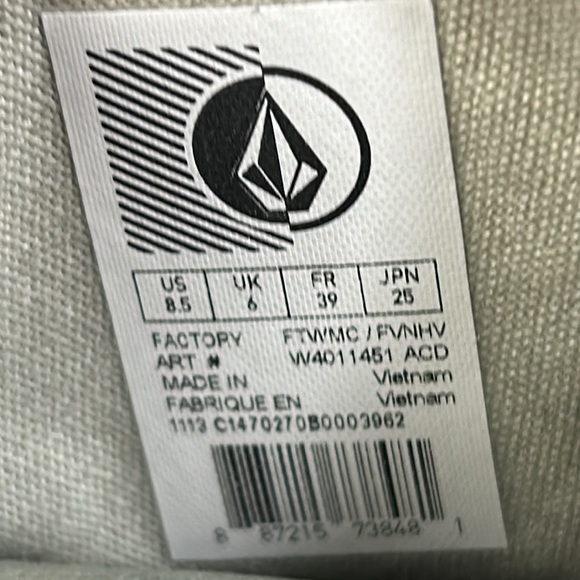 US UK FR JPN
8.5 6 39 25
FACTORY FTWMC / FVNHV
ART # W4011451 ACD
MADE IN Vietnam
FABRIQUE EN Vietnam
1113 C1470270B0003962
8 87215 73848 1